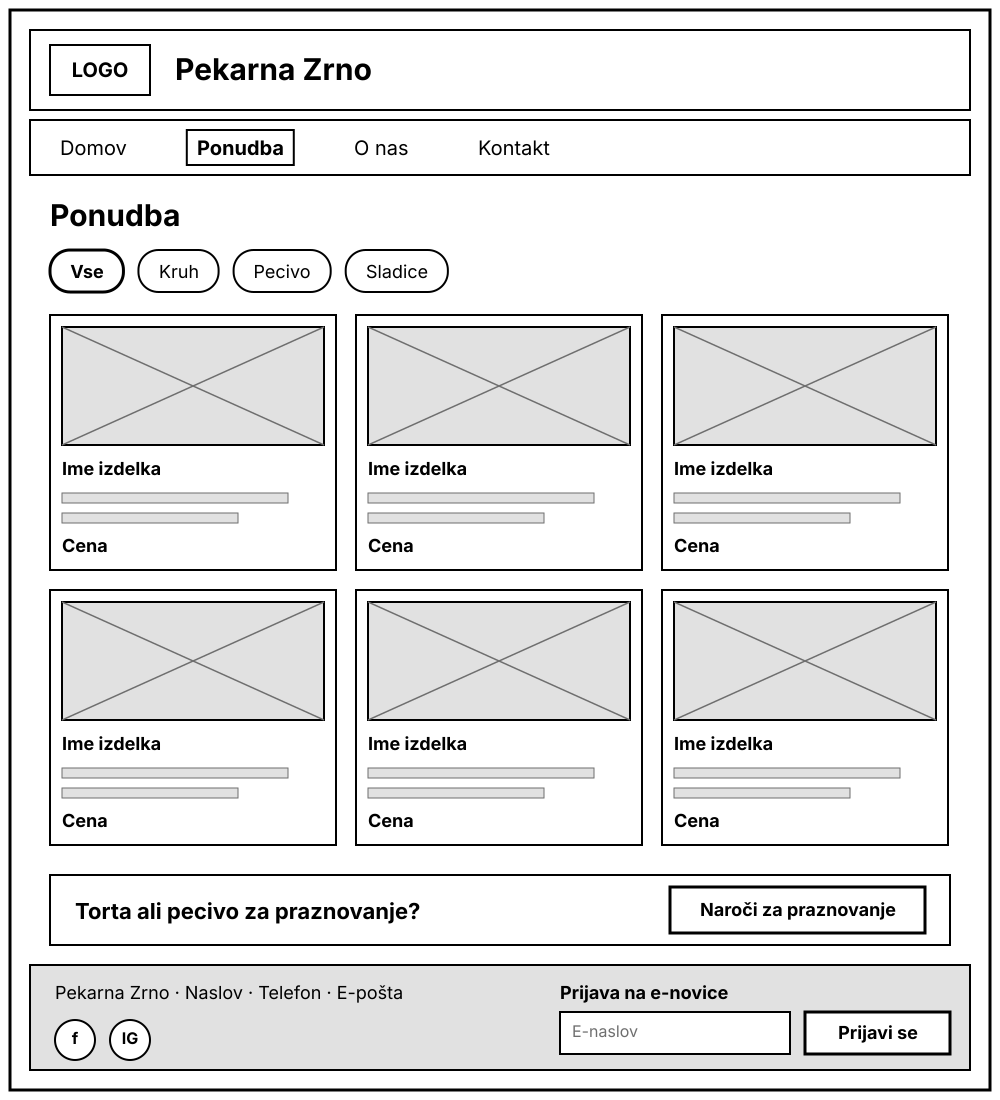 LOGO
Pekarna Zrno
Domov Ponudba O nas Kontakt
Ponudba
Vse Kruh Pecivo Sladice
Ime izdelka Ime izdelka Ime izdelka
Cena Cena Cena
Ime izdelka Ime izdelka Ime izdelka
Cena Cena Cena
Torta ali pecivo za praznovanje? Naroči za praznovanje
Pekarna Zrno · Naslov · Telefon · E-pošta
f IG
Prijava na e-novice
E-naslov Prijavi se